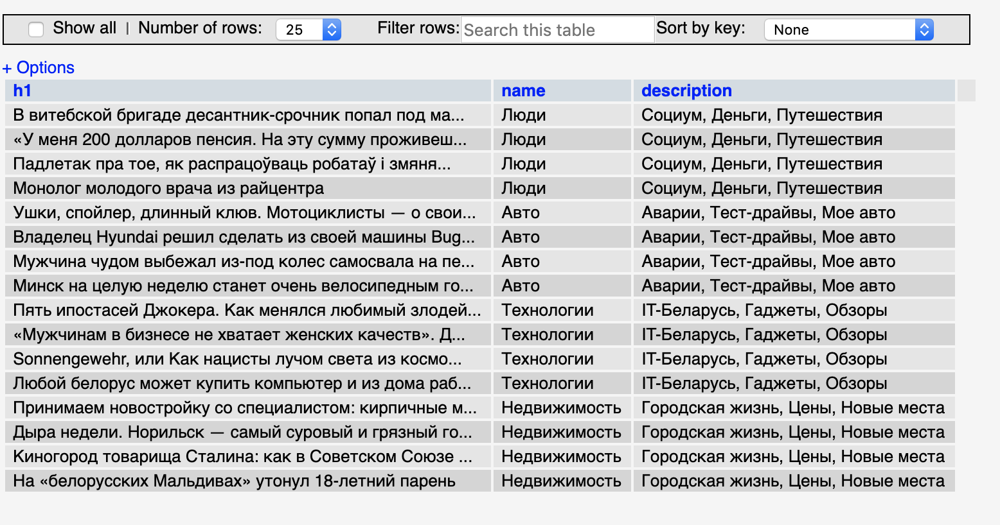 Show all | Number of rows: 25 Filter rows: Search this table Sort by key: None
+ Options
h1 name description
В витебской бригаде десантник-срочник попал под ма... Люди Социум, Деньги, Путешествия
«У меня 200 долларов пенсия. На эту сумму проживеш... Люди Социум, Деньги, Путешествия
Падлетак пра тое, як распрацоўваць робатаў і змяня... Люди Социум, Деньги, Путешествия
Монолог молодого врача из райцентра Люди Социум, Деньги, Путешествия
Ушки, спойлер, длинный клюв. Мотоциклисты — о свои... Авто Аварии, Тест-драйвы, Мое авто
Владелец Hyundai решил сделать из своей машины Bug... Авто Аварии, Тест-драйвы, Мое авто
Мужчина чудом выбежал из-под колес самосвала на пе... Авто Аварии, Тест-драйвы, Мое авто
Минск на целую неделю станет очень велосипедным го... Авто Аварии, Тест-драйвы, Мое авто
Пять ипостасей Джокера. Как менялся любимый злодей... Технологии IT-Беларусь, Гаджеты, Обзоры
«Мужчинам в бизнесе не хватает женских качеств». Д... Технологии IT-Беларусь, Гаджеты, Обзоры
Sonnengewehr, или Как нацисты лучом света из космо... Технологии IT-Беларусь, Гаджеты, Обзоры
Любой белорус может купить компьютер и из дома раб... Технологии IT-Беларусь, Гаджеты, Обзоры
Принимаем новостройку со специалистом: кирпичные м... Недвижимость Городская жизнь, Цены, Новые места
Дыра недели. Норильск — самый суровый и грязный го... Недвижимость Городская жизнь, Цены, Новые места
Киногород товарища Сталина: как в Советском Союзе ... Недвижимость Городская жизнь, Цены, Новые места
На «белорусских Мальдивах» утонул 18-летний парень Недвижимость Городская жизнь, Цены, Новые места